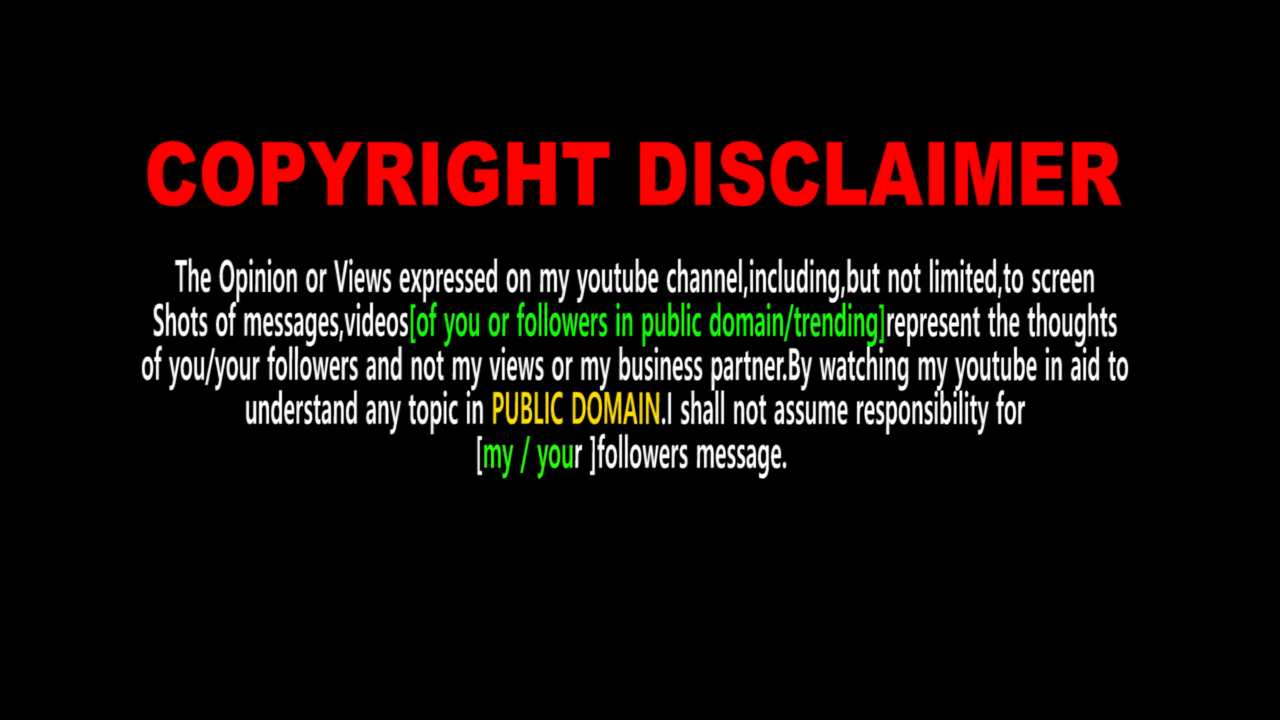 COPYRIGHT DISCLAIMER
The Opinion or Views expressed on my youtube channel,including,but not limited,to screen
Shots of messages,videos[of you or followers in public domain/trending]represent the thoughts
of you/your followers and not my views or my business partner.By watching my youtube in aid to
understand any topic in PUBLIC DOMAIN.I shall not assume responsibility for
[my / your ]followers message.